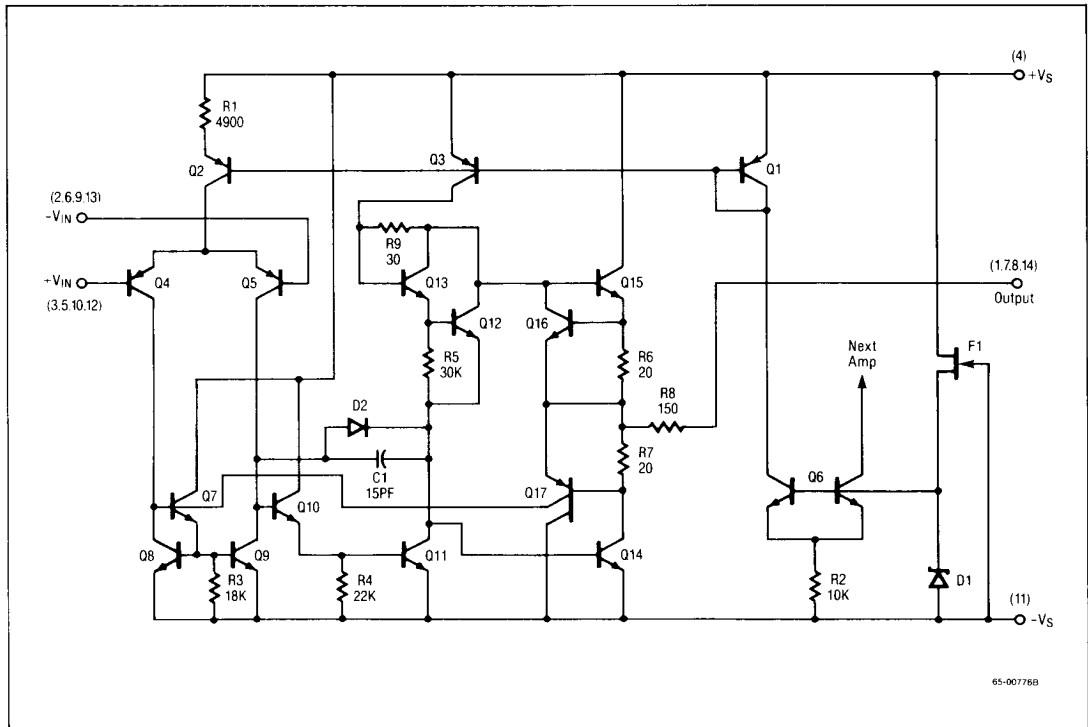 (4)
+VS
R1
4900
Q2
Q3
Q1
(2.6.9.13)
-VIN
R9
30
+VIN
(3.5.10.12)
Q4
Q5
Q13
Q15
(1.7.8.14)
Output
Q12
Q16
R5
30K
R6
20
Next
Amp
F1
R8
150
D2
R7
20
C1
15PF
Q7
Q10
Q17
Q6
Q8
Q9
Q11
Q14
R3
18K
R4
22K
R2
10K
D1
(11)
-VS
65-00776B